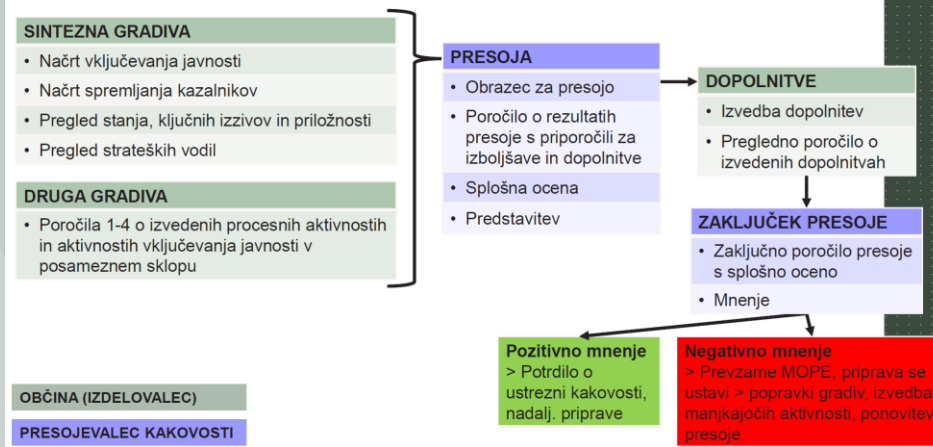 SINTEZNA GRADIVA
• Načrt vključevanja javnosti
• Načrt spremljanja kazalnikov
• Pregled stanja, ključnih izzivov in priložnosti
• Pregled strateških vodil
DRUGA GRADIVA
• Poročila 1-4 o izvedenih procesnih aktivnostih
in aktivnostih vključevanja javnosti v
posameznem sklopu
PRESOJA
• Obrazec za presojo
• Poročilo o rezultatih
presoje s priporočili za
izboljšave in dopolnitve
• Splošna ocena
• Predstavitev
DOPOLNITVE
• Izvedba dopolnitev
• Pregledno poročilo o
izvedenih dopolnitvah
ZAKLJUČEK PRESOJE
• Zaključno poročilo presoje
s splošno oceno
• Mnenje
Pozitivno mnenje
> Potrdilo o
ustrezni kakovosti,
nadalj. priprave
Negativno mnenje
> Prevzame MOPE, priprava se
ustavi > popravki gradiv, izvedba
manjkajočih aktivnosti, ponovitev
presoje
OBČINA (IZDELOVALEC)
PRESOJEVALEC KAKOVOSTI